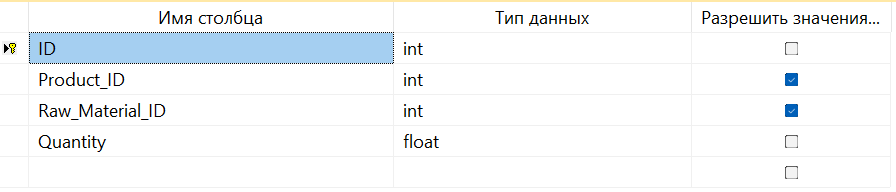 Имя столбца Тип данных Разрешить значения...
ID int
Product_ID int
Raw_Material_ID int
Quantity float